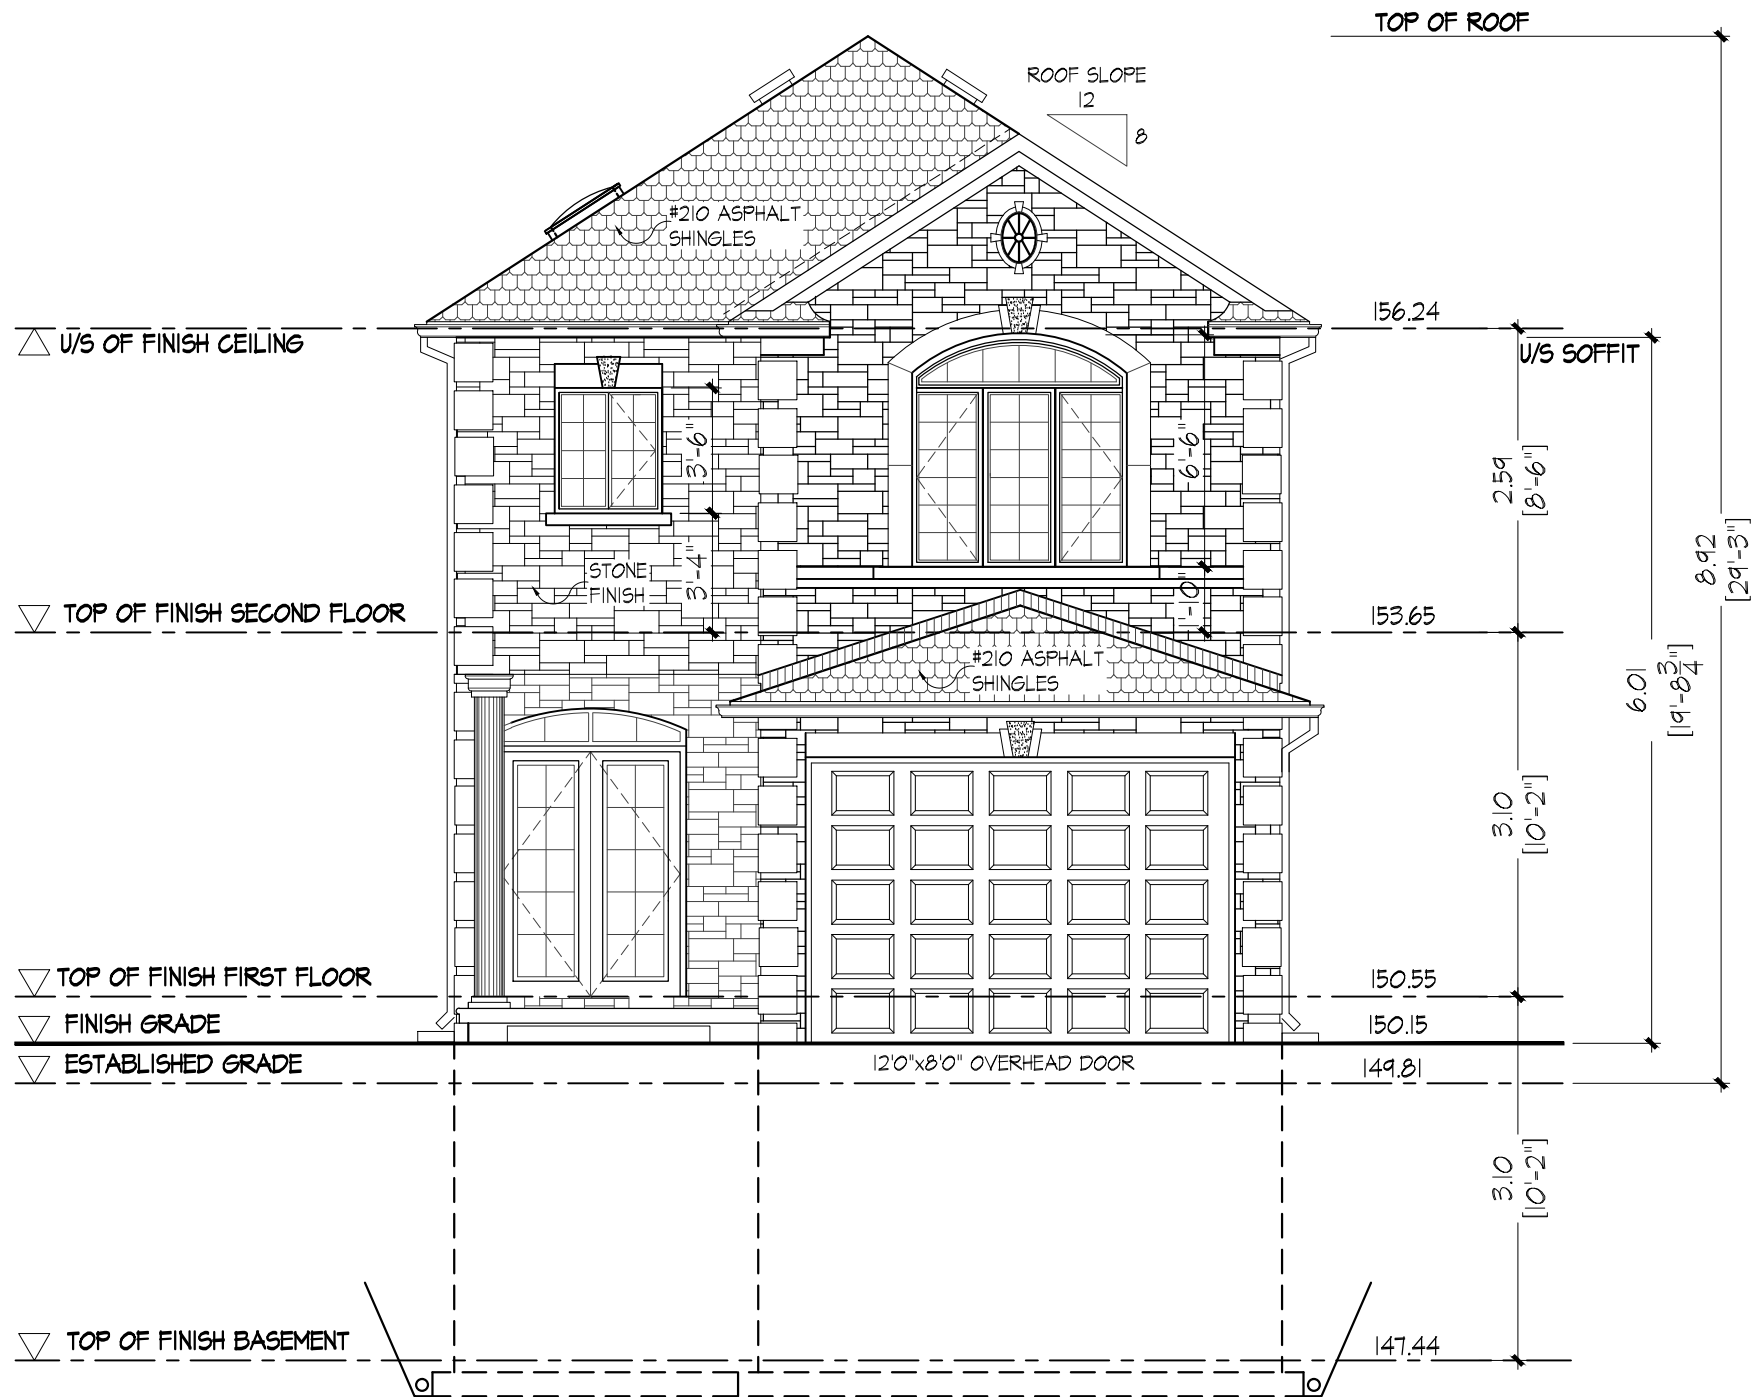 TOP OF ROOF
ROOF SLOPE
12
8
#210 ASPHALT
SHINGLES
156.24
U/S OF FINISH CEILING
U/S SOFFIT
3'-6"
6'-6"
2.59
[8'-6"]
8.92
[29'-3"]
STONE
FINISH
3'-4"
1'-0"
TOP OF FINISH SECOND FLOOR
153.65
#210 ASPHALT
SHINGLES
6.01
[19'-8 3/4"]
3.10
[10'-2"]
TOP OF FINISH FIRST FLOOR
150.55
FINISH GRADE
150.15
ESTABLISHED GRADE
12'0"x8'0" OVERHEAD DOOR
149.81
3.10
[10'-2"]
TOP OF FINISH BASEMENT
147.44